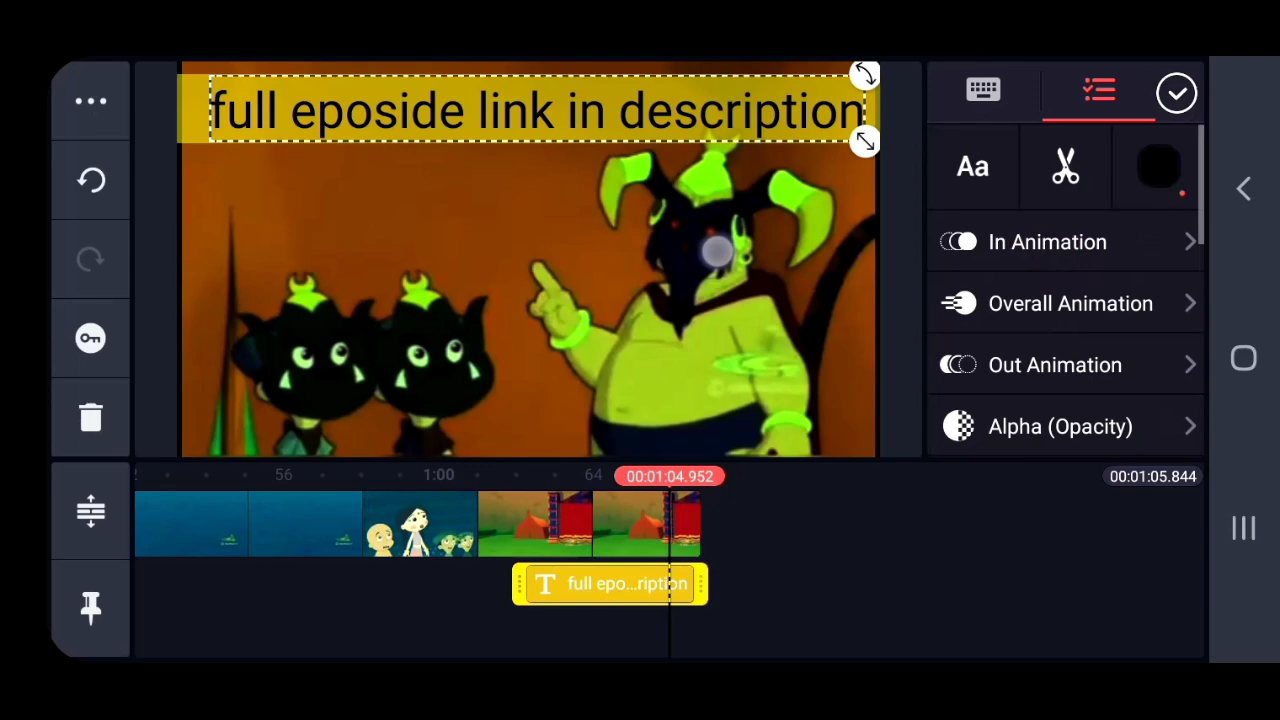 full eposide link in description
Aa
In Animation
Overall Animation
Out Animation
Alpha (Opacity)
56
1:00
64
00:01:04.952
00:01:05.844
T full epo...ription